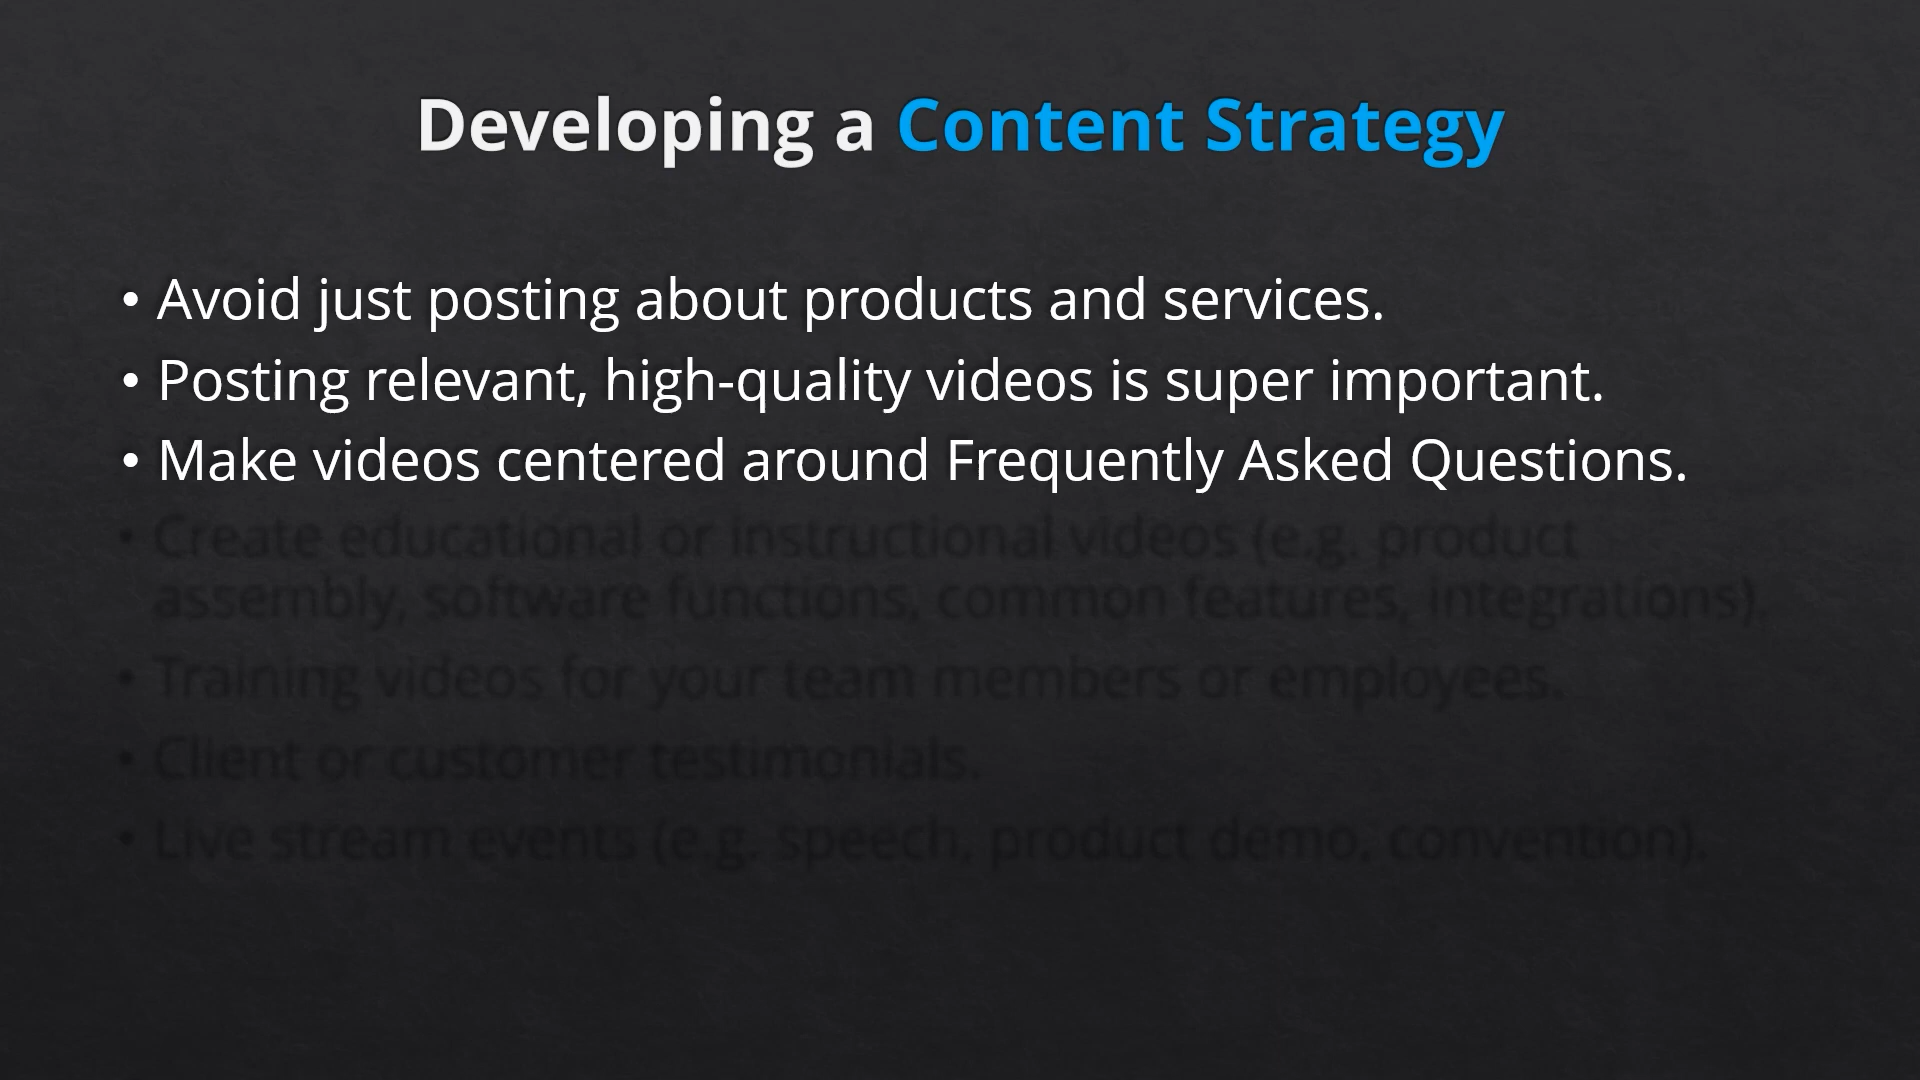 Developing a Content Strategy
• Avoid just posting about products and services.
• Posting relevant, high-quality videos is super important.
• Make videos centered around Frequently Asked Questions.
• Create educational or instructional videos (e.g. product
assembly, software functions, common features, integrations).
• Training videos for your team members or employees.
• Client or customer testimonials.
• Live stream events (e.g. speech, product demo, convention).